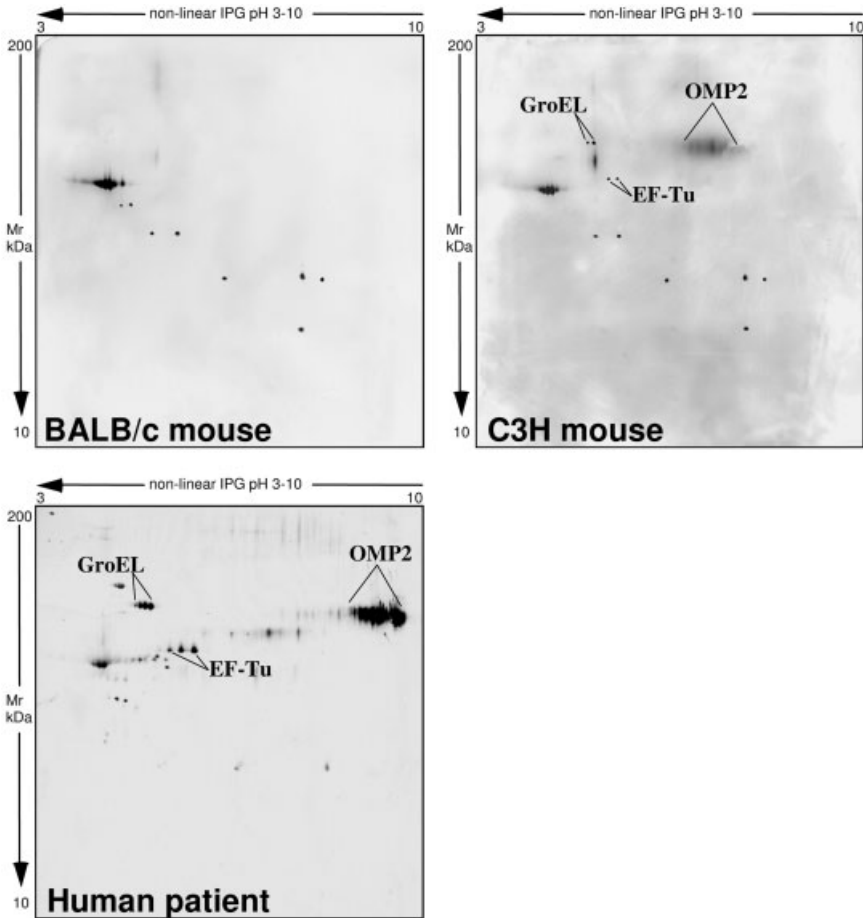 non-linear IPG pH 3-10
3 10
200
Mr
kDa
10
BALB/c mouse
non-linear IPG pH 3-10
3 10
200
GroEL
OMP2
EF-Tu
Mr
kDa
10
C3H mouse
non-linear IPG pH 3-10
3 10
200
GroEL
OMP2
EF-Tu
Mr
kDa
10
Human patient